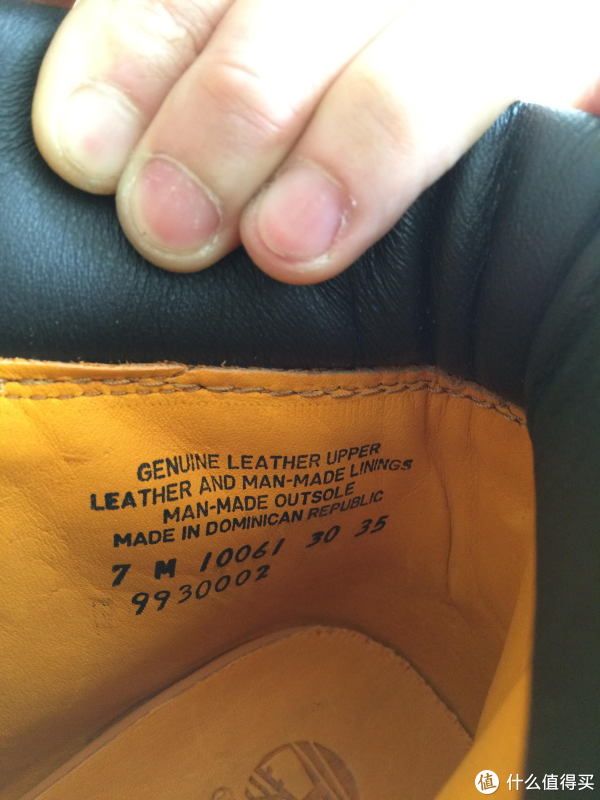 GENUINE LEATHER UPPER
LEATHER AND MAN-MADE LININGS
MAN-MADE OUTSOLE
MADE IN DOMINICAN REPUBLIC
7 M 10061 30 35
9930002
值 什么值得买